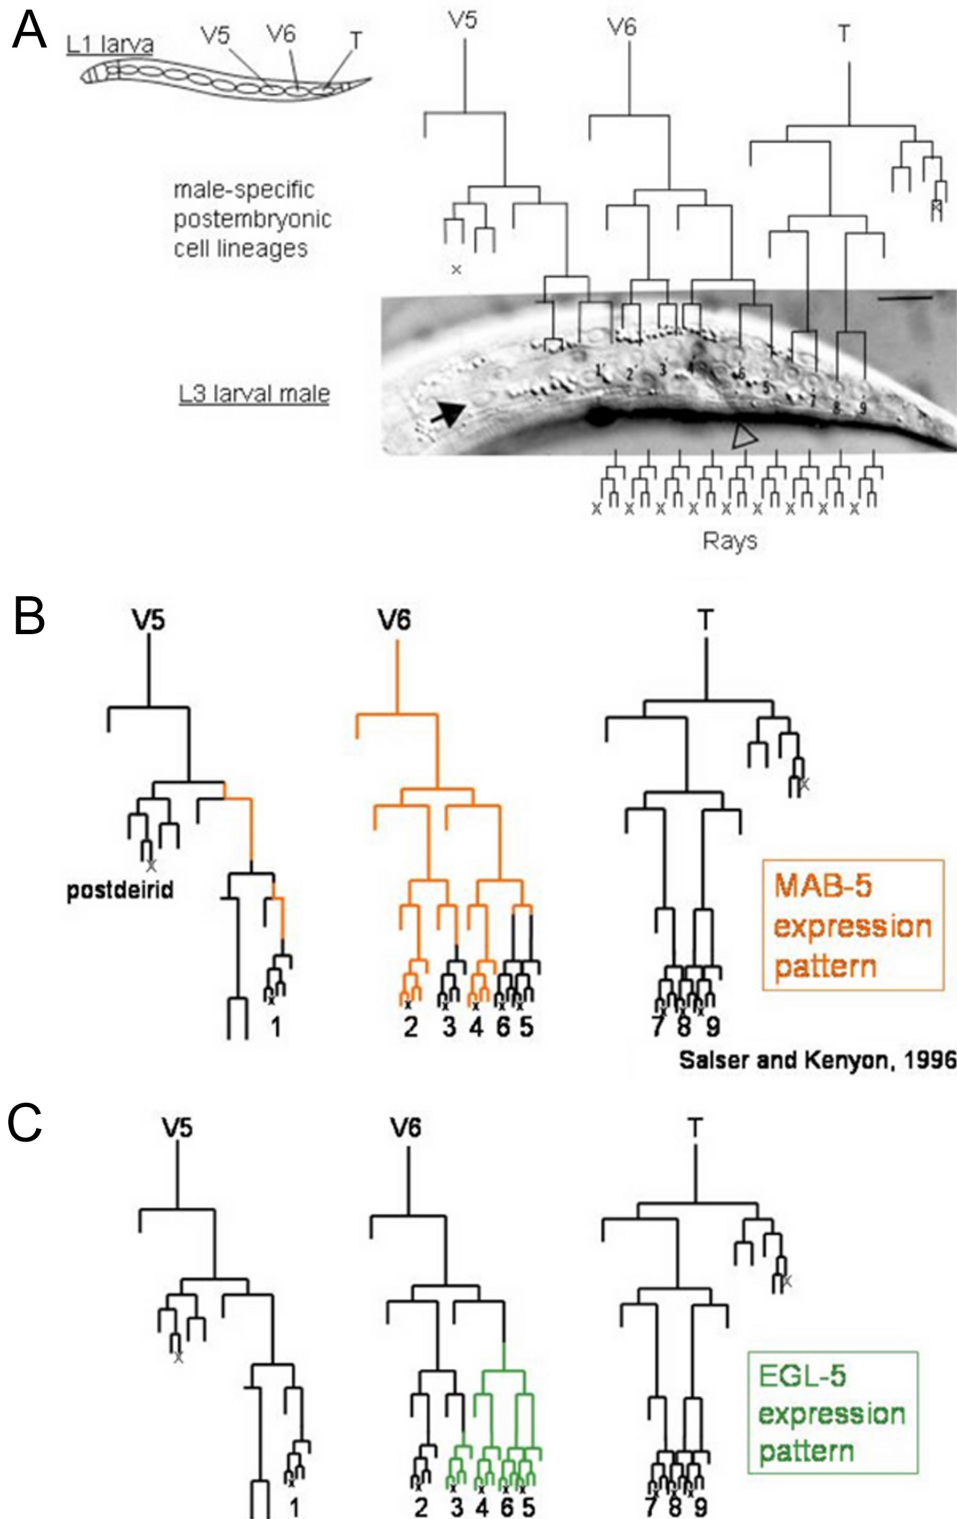 A
L1 larva
V5
V6
T
V5
V6
T
male-specific
postembryonic
cell lineages
x
x
L3 larval male
1 2 3 4 6 5 7 8 9
x x x x x x x x x
Rays
B
V5
V6
T
x
x
postdeirid
MAB-5
expression
pattern
x x x x x x x x x
1 2 3 4 6 5 7 8 9
Salser and Kenyon, 1996
C
V5
V6
T
x
x
EGL-5
expression
pattern
x x x x x x x x x
1 2 3 4 6 5 7 8 9